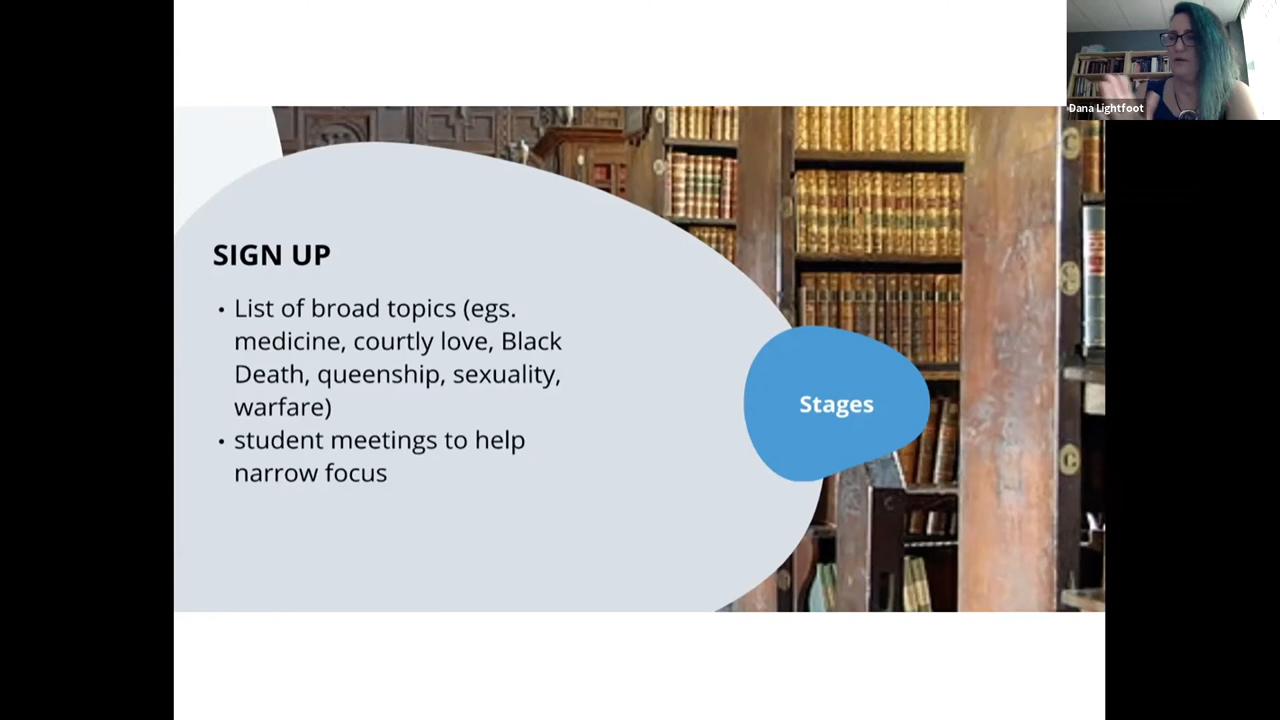 Dana Lightfoot
SIGN UP
• List of broad topics (egs.
medicine, courtly love, Black
Death, queenship, sexuality,
warfare)
• student meetings to help
narrow focus
Stages